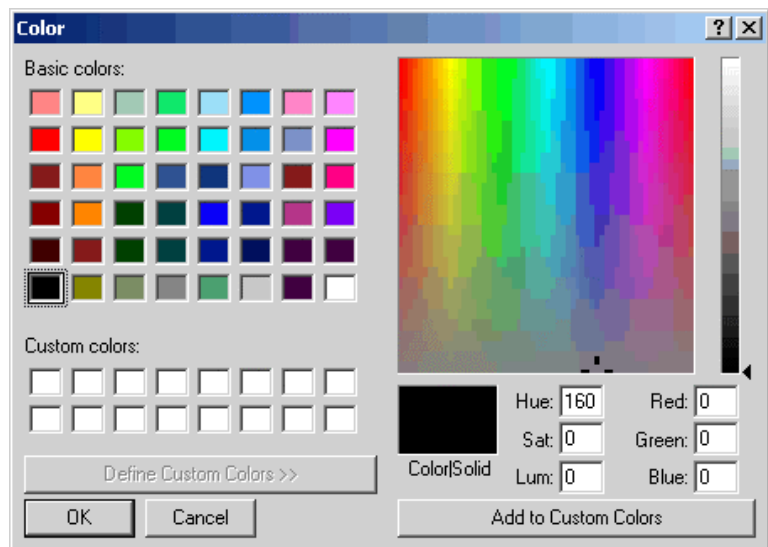 Color
Basic colors:
Custom colors:
Define Custom Colors >>
OK Cancel
Color|Solid
Hue: 160 Red: 0
Sat: 0 Green: 0
Lum: 0 Blue: 0
Add to Custom Colors